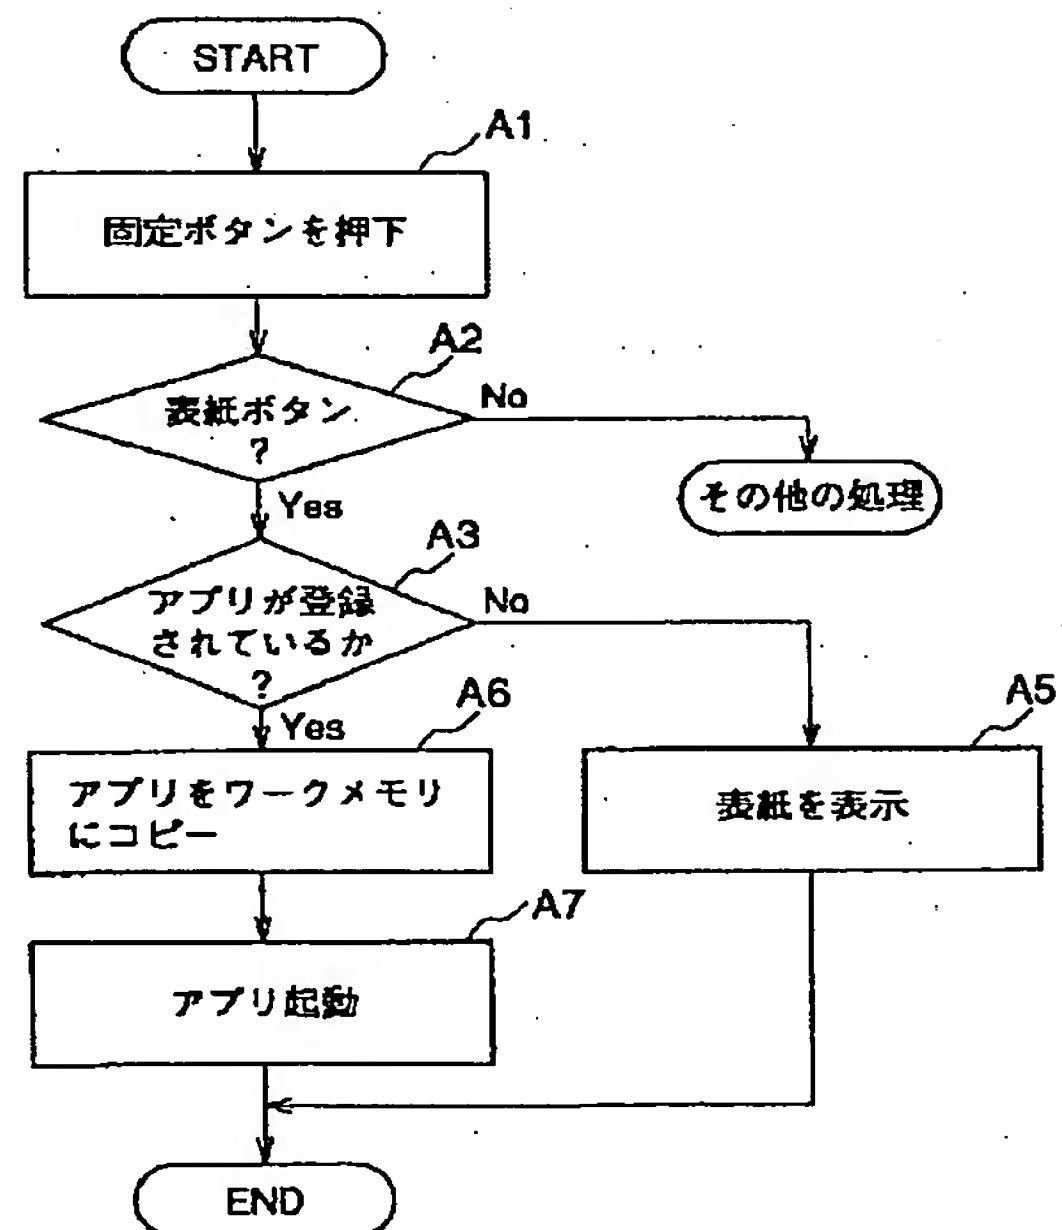 START
A1
固定ボタンを押下
A2
表紙ボタン
?
No
その他の処理
Yes
A3
アプリが登録
されているか
?
No
Yes
A6
アプリをワークメモリ
にコピー
A5
表紙を表示
A7
アプリ起動
END